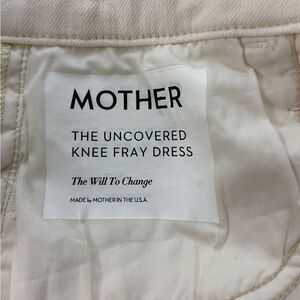 MOTHER
THE UNCOVERED
KNEE FRAY DRESS
The Will To Change
MADE by MOTHER IN THE U.S.A.